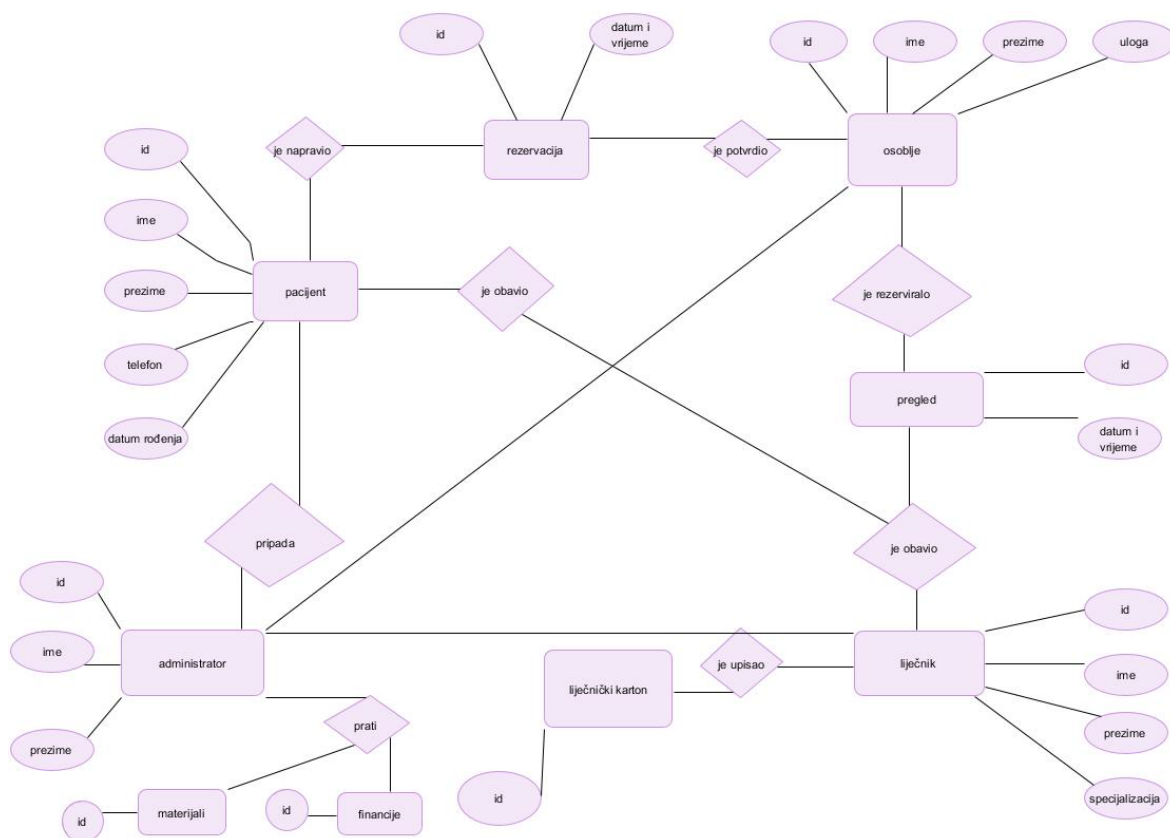 id
datum i
vrijeme
id
ime
prezime
uloga
je napravio
rezervacija
je potvrdio
osoblje
id
ime
prezime
telefon
datum rođenja
pacijent
je obavio
je rezerviralo
pregled
id
datum i
vrijeme
pripada
je obavio
id
ime
prezime
administrator
liječnički karton
je upisao
liječnik
id
ime
prezime
specijalizacija
prati
id
materijali
id
financije
id